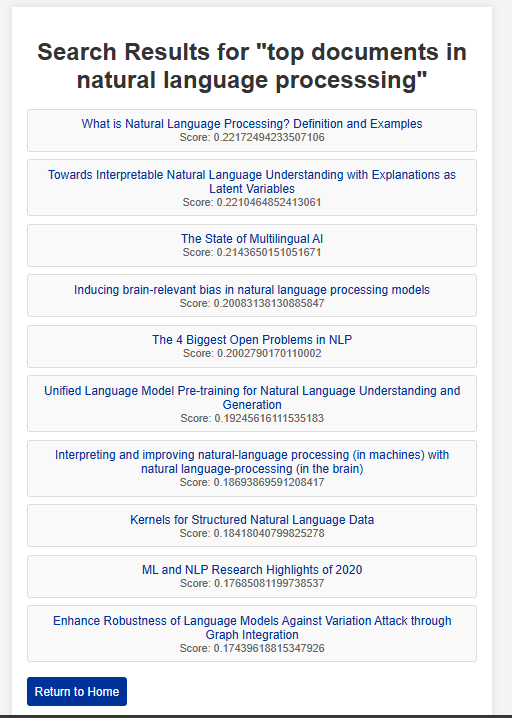 Search Results for "top documents in
natural language processsing"
What is Natural Language Processing? Definition and Examples
Score: 0.22172494233507106
Towards Interpretable Natural Language Understanding with Explanations as
Latent Variables
Score: 0.2210464852413061
The State of Multilingual AI
Score: 0.2143650151051671
Inducing brain-relevant bias in natural language processing models
Score: 0.20083138130885847
The 4 Biggest Open Problems in NLP
Score: 0.2002790170110002
Unified Language Model Pre-training for Natural Language Understanding and
Generation
Score: 0.19245616111535183
Interpreting and improving natural-language processing (in machines) with
natural language-processing (in the brain)
Score: 0.18693869591208417
Kernels for Structured Natural Language Data
Score: 0.18418040799825278
ML and NLP Research Highlights of 2020
Score: 0.17685081199738537
Enhance Robustness of Language Models Against Variation Attack through
Graph Integration
Score: 0.17439618815347926
Return to Home